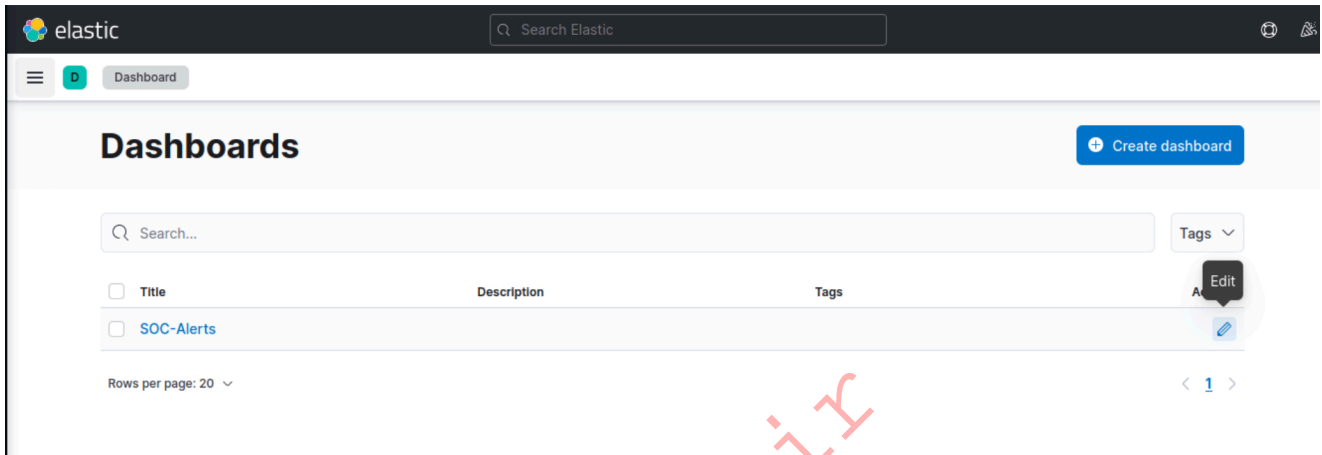 elastic
Search Elastic
D
Dashboard
Dashboards
Create dashboard
Search...
Tags
Edit
Title
Description
Tags
SOC-Alerts
Rows per page: 20
1
ir